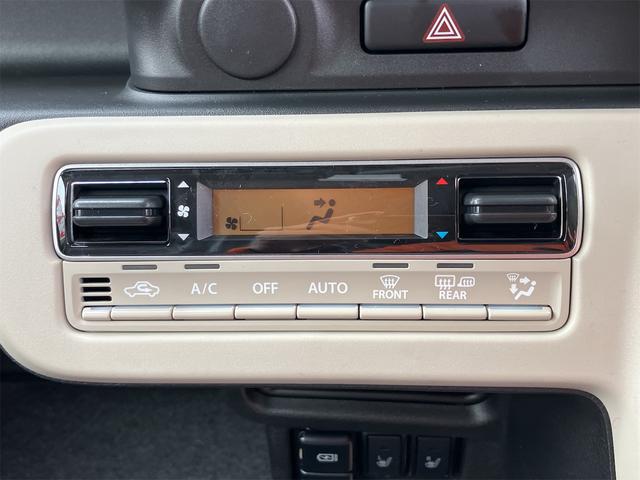 A/C OFF AUTO FRONT REAR